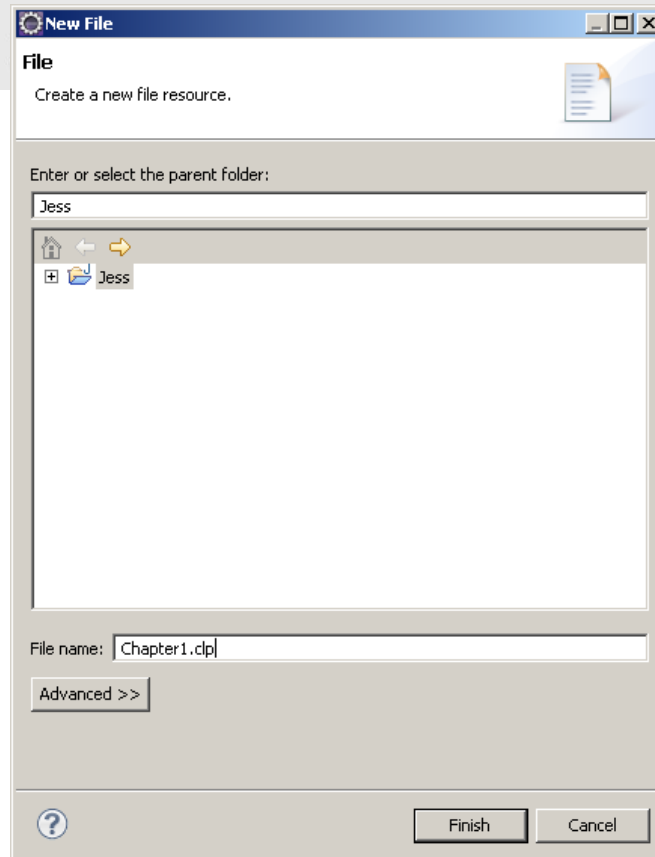 New File
File
Create a new file resource.
Enter or select the parent folder:
Jess
Jess
File name: Chapter1.clp
Advanced >>
Finish Cancel